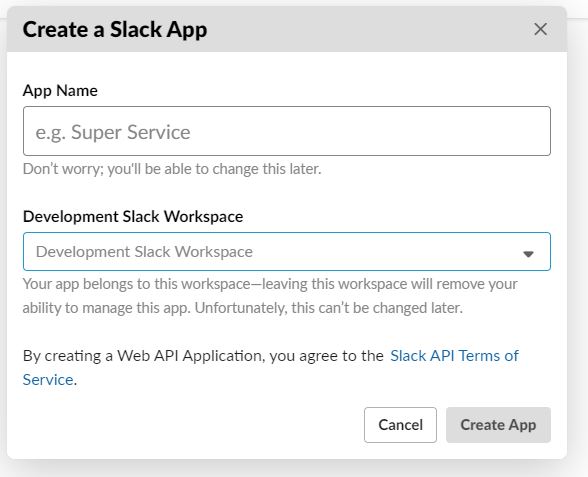 Create a Slack App
App Name
e.g. Super Service
Don't worry; you'll be able to change this later.
Development Slack Workspace
Development Slack Workspace
Your app belongs to this workspace—leaving this workspace will remove your
ability to manage this app. Unfortunately, this can't be changed later.
By creating a Web API Application, you agree to the Slack API Terms of
Service.
Cancel Create App